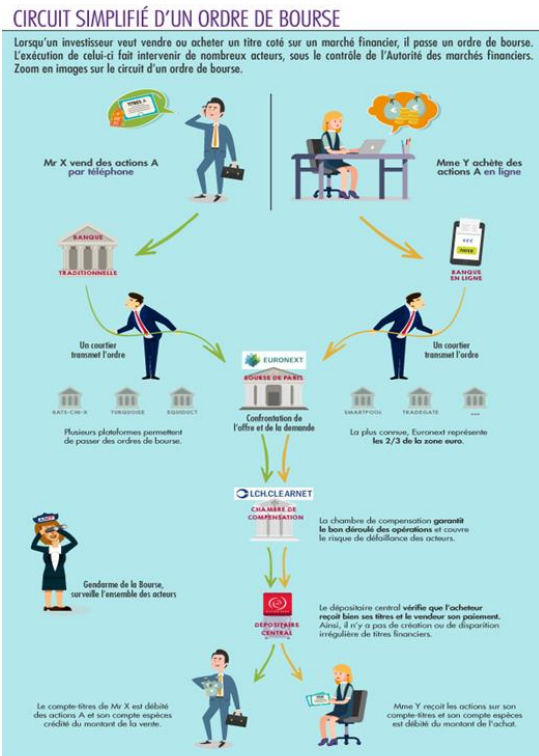 CIRCUIT SIMPLIFIÉ D'UN ORDRE DE BOURSE
Lorsqu'un investisseur veut vendre ou acheter un titre coté sur un marché financier, il passe un ordre de bourse.
L'exécution de celui-ci fait intervenir de nombreux acteurs, sous le contrôle de l'Autorité des marchés financiers.
Zoom en images sur le circuit d'un ordre de bourse.
TITRES A
Mr X vend des actions A
par téléphone
Mme Y achète des
actions A en ligne
BANQUE
TRADITIONNELLE
€€€
BANQUE
EN LIGNE
Un courtier
transmet l'ordre
Un courtier
transmet l'ordre
EURONEXT
BOURSE DE PARIS
BATS-CHI-X
TURQUOISE
EQUIDUCT
SMARTPOOL
TRADEGATE
...
Confrontation de
l'offre et de la demande
Plusieurs plateformes permettent
de passer des ordres de bourse.
La plus connue, Euronext représente
les 2/3 de la zone euro.
LCH.CLEARNET
CHAMBRE DE
COMPENSATION
La chambre de compensation garantit
le bon déroulé des opérations et couvre
le risque de défaillance des acteurs.
Gendarme de la Bourse,
surveille l'ensemble des acteurs
DÉPOSITAIRE
CENTRAL
Le dépositaire central vérifie que l'acheteur
reçoit bien ses titres et le vendeur son paiement.
Ainsi, il n'y a pas de création ou de disparition
irrégulière de titres financiers.
Le compte-titres de Mr X est débité
des actions A et son compte espèces
crédité du montant de la vente.
Mme Y reçoit les actions sur son
compte-titres et son compte espèces
est débité du montant de l'achat.